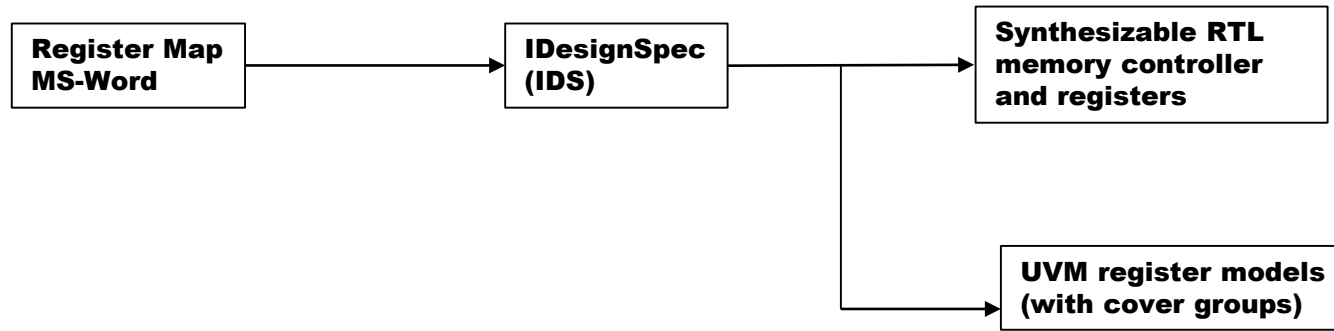 Register Map
MS-Word
IDesignSpec
(IDS)
Synthesizable RTL
memory controller
and registers
UVM register models
(with cover groups)